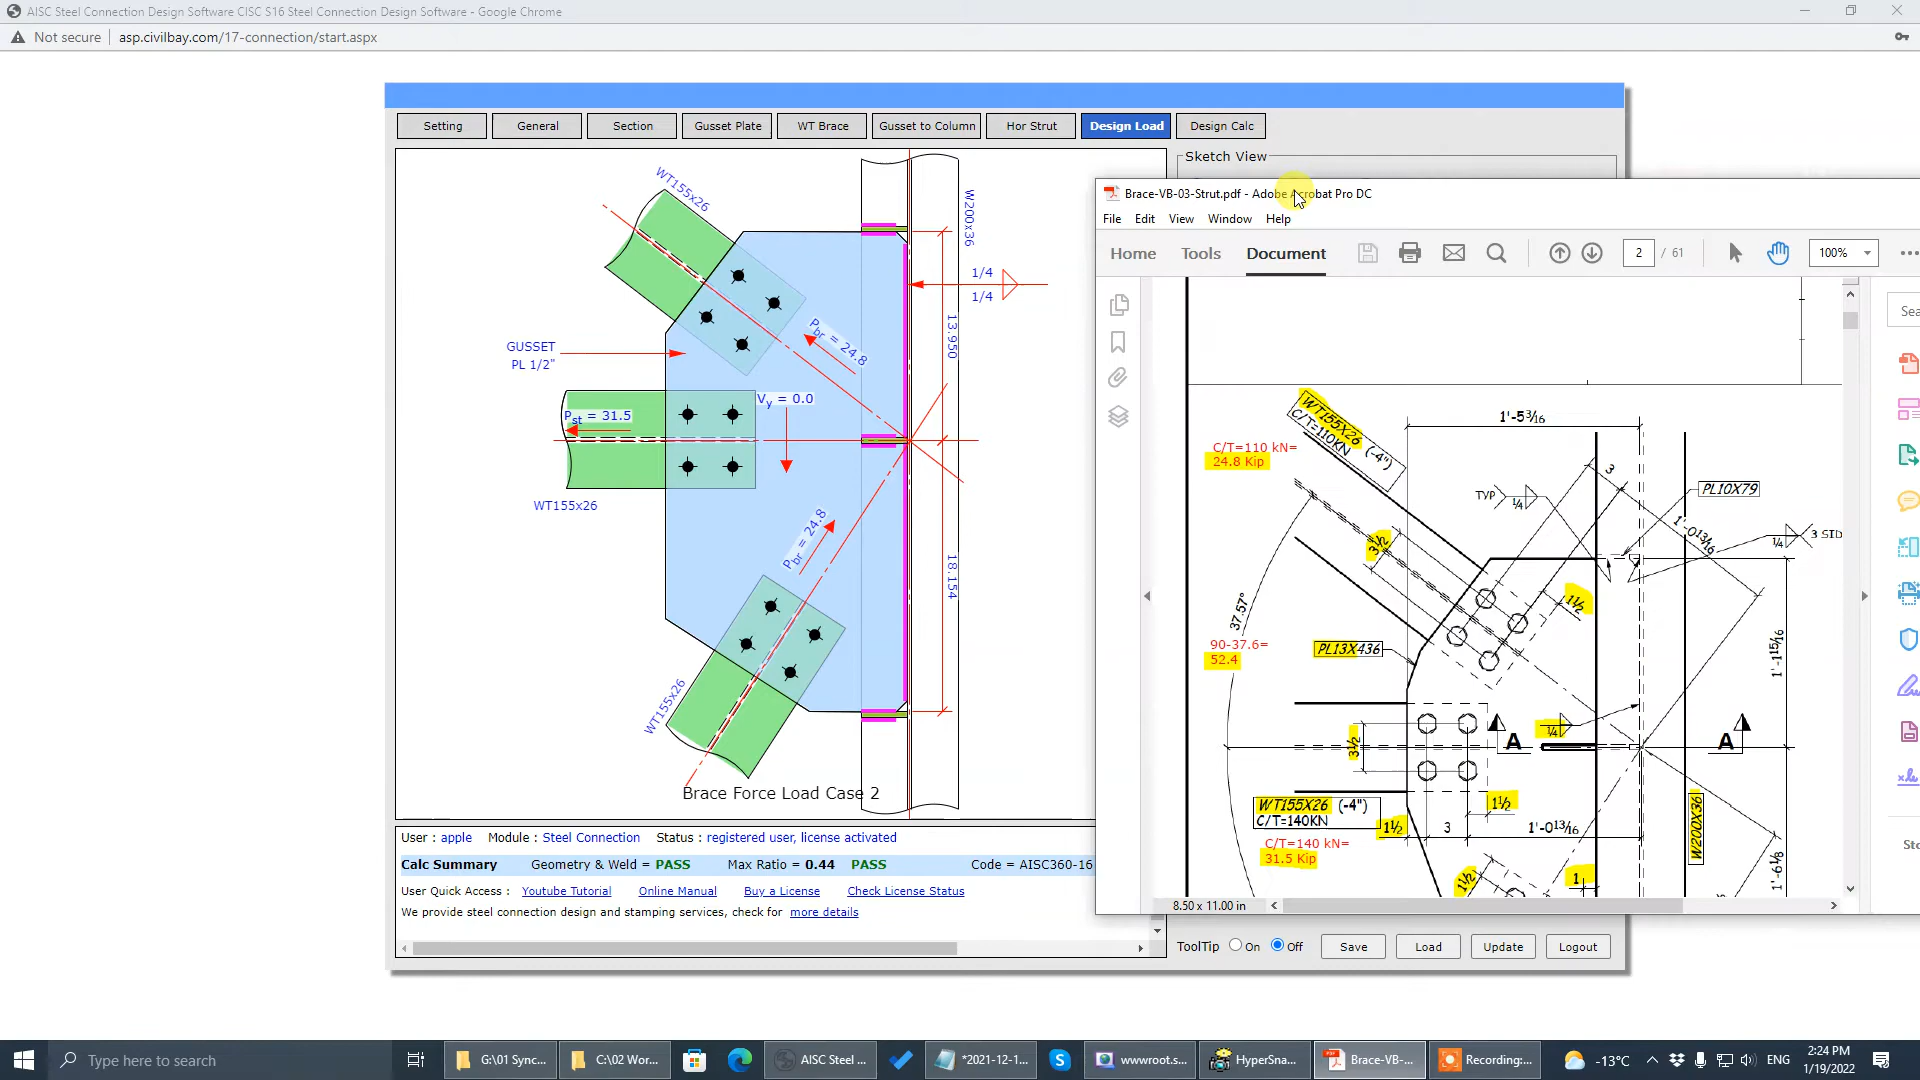 AISC Steel Connection Design Software CISC S16 Steel Connection Design Software - Google Chrome
Not secure
asp.civilbay.com/17-connection/start.aspx
Setting
General
Section
Gusset Plate
WT Brace
Gusset to Column
Hor Strut
Design Load
Design Calc
Sketch View
WT155x26
W200x36
1/4
1/4
13.950
Pbr = 24.8
GUSSET
PL 1/2"
Pst = 31.5
Vy = 0.0
WT155x26
Pbr = 24.8
18.154
WT155x26
Brace Force Load Case 2
User : apple Module : Steel Connection Status : registered user, license activated
Calc Summary Geometry & Weld = PASS Max Ratio = 0.44 PASS Code = AISC360-16
User Quick Access : Youtube Tutorial Online Manual Buy a License Check License Status
We provide steel connection design and stamping services, check for more details
ToolTip On Off
Save
Load
Update
Logout
Brace-VB-03-Strut.pdf - Adobe Acrobat Pro DC
File Edit View Window Help
Home
Tools
Document
2 / 61
100%
Sea
WT155X26
C/T=110KN (-4")
1'-5 3/16
C/T=110 kN=
24.8 Kip
3
TYP 1/4
PL10X79
1'-0 13/16
1/4 3 SID
3 1/2
1 1/2
37.57°
90-37.6=
52.4
PL13X436
1'-1 15/16
1/4
A
A
3 1/2
WT155X26 (-4")
C/T=140KN
1 1/2
1 1/2
3
1'-0 13/16
W200X36
C/T=140 kN=
31.5 Kip
1 1/2
1
1'-6 1/8
Sto
8.50 x 11.00 in
Type here to search
G:\01 Sync...
C:\02 Wor...
AISC Steel ...
*2021-12-1...
wwwroot.s...
HyperSna...
Brace-VB-...
Recording:...
-13°C
ENG
2:24 PM
1/19/2022